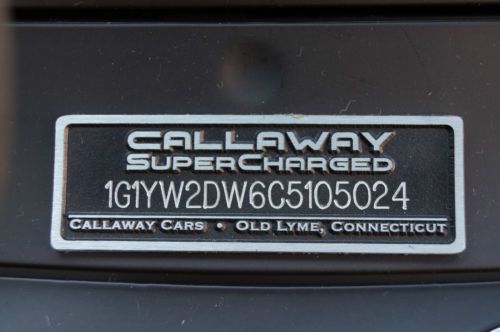 CALLAWAY
SUPERCHARGED
1G1YW2DW6C5105024
CALLAWAY CARS • OLD LYME, CONNECTICUT